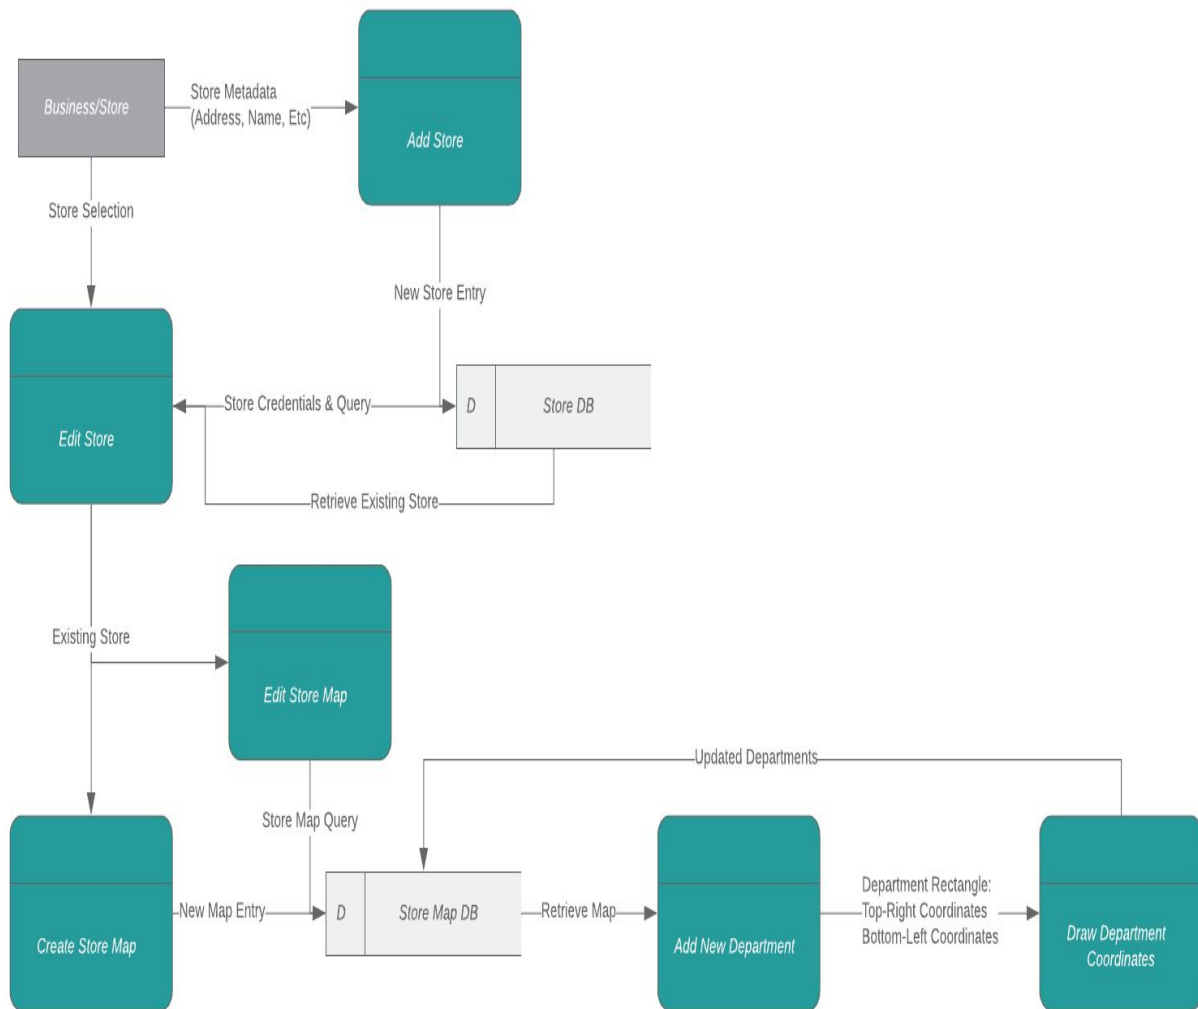 Business/Store
Store Metadata
(Address, Name, Etc)
Add Store
Store Selection
New Store Entry
Edit Store
Store Credentials & Query
D
Store DB
Retrieve Existing Store
Existing Store
Edit Store Map
Updated Departments
Store Map Query
Create Store Map
New Map Entry
D
Store Map DB
Retrieve Map
Add New Department
Department Rectangle:
Top-Right Coordinates
Bottom-Left Coordinates
Draw Department
Coordinates